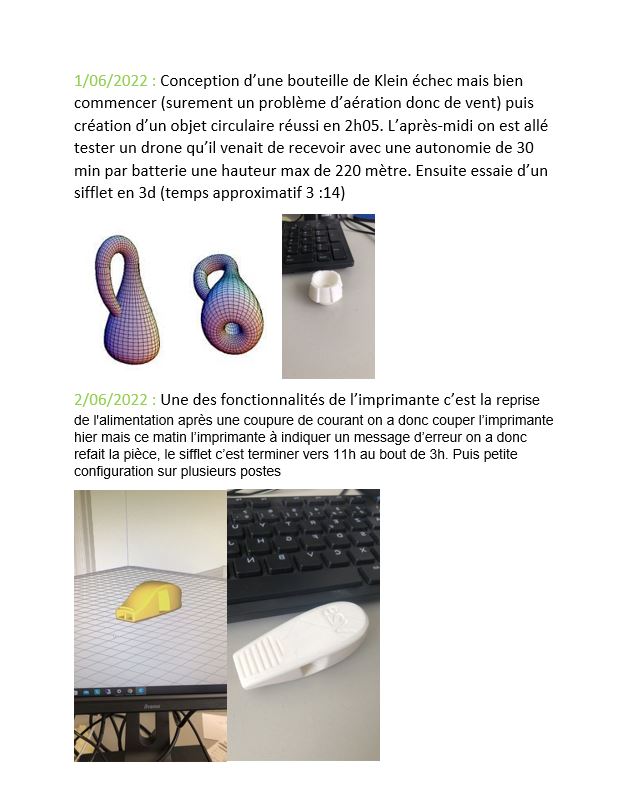 1/06/2022 : Conception d’une bouteille de Klein échec mais bien
commencer (surement un problème d’aération donc de vent) puis
création d’un objet circulaire réussi en 2h05. L’après-midi on est allé
tester un drone qu’il venait de recevoir avec une autonomie de 30
min par batterie une hauteur max de 220 mètre. Ensuite essaie d’un
sifflet en 3d (temps approximatif 3 :14)
2/06/2022 : Une des fonctionnalités de l’imprimante c’est la reprise
de l'alimentation après une coupure de courant on a donc couper l’imprimante
hier mais ce matin l’imprimante à indiquer un message d’erreur on a donc
refait la pièce, le sifflet c’est terminer vers 11h au bout de 3h. Puis petite
configuration sur plusieurs postes